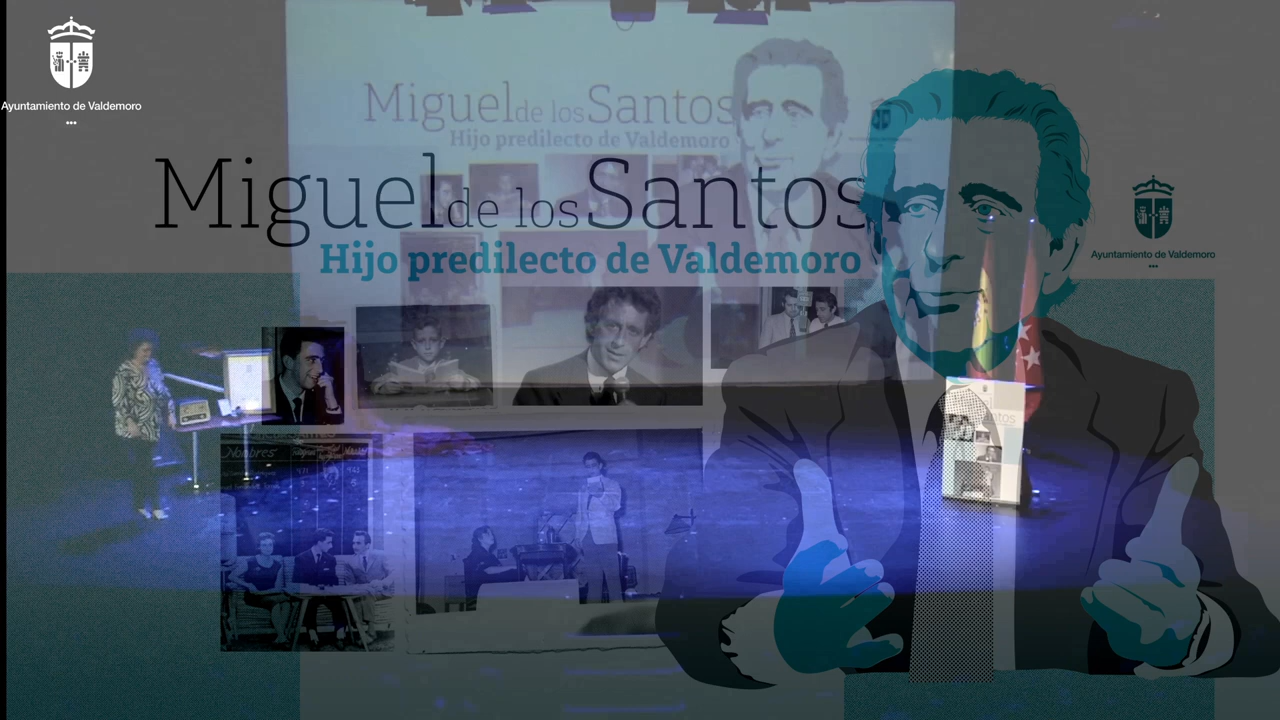 Ayuntamiento de Valdemoro
Miguel de los Santos
Hijo predilecto de Valdemoro
Miguel de los Santos
Hijo predilecto de Valdemoro
Ayuntamiento de Valdemoro
Nombres